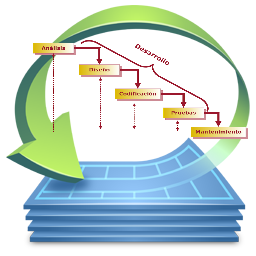 Análisis
Desarrollo
Diseño
Codificación
Pruebas
Mantenimiento